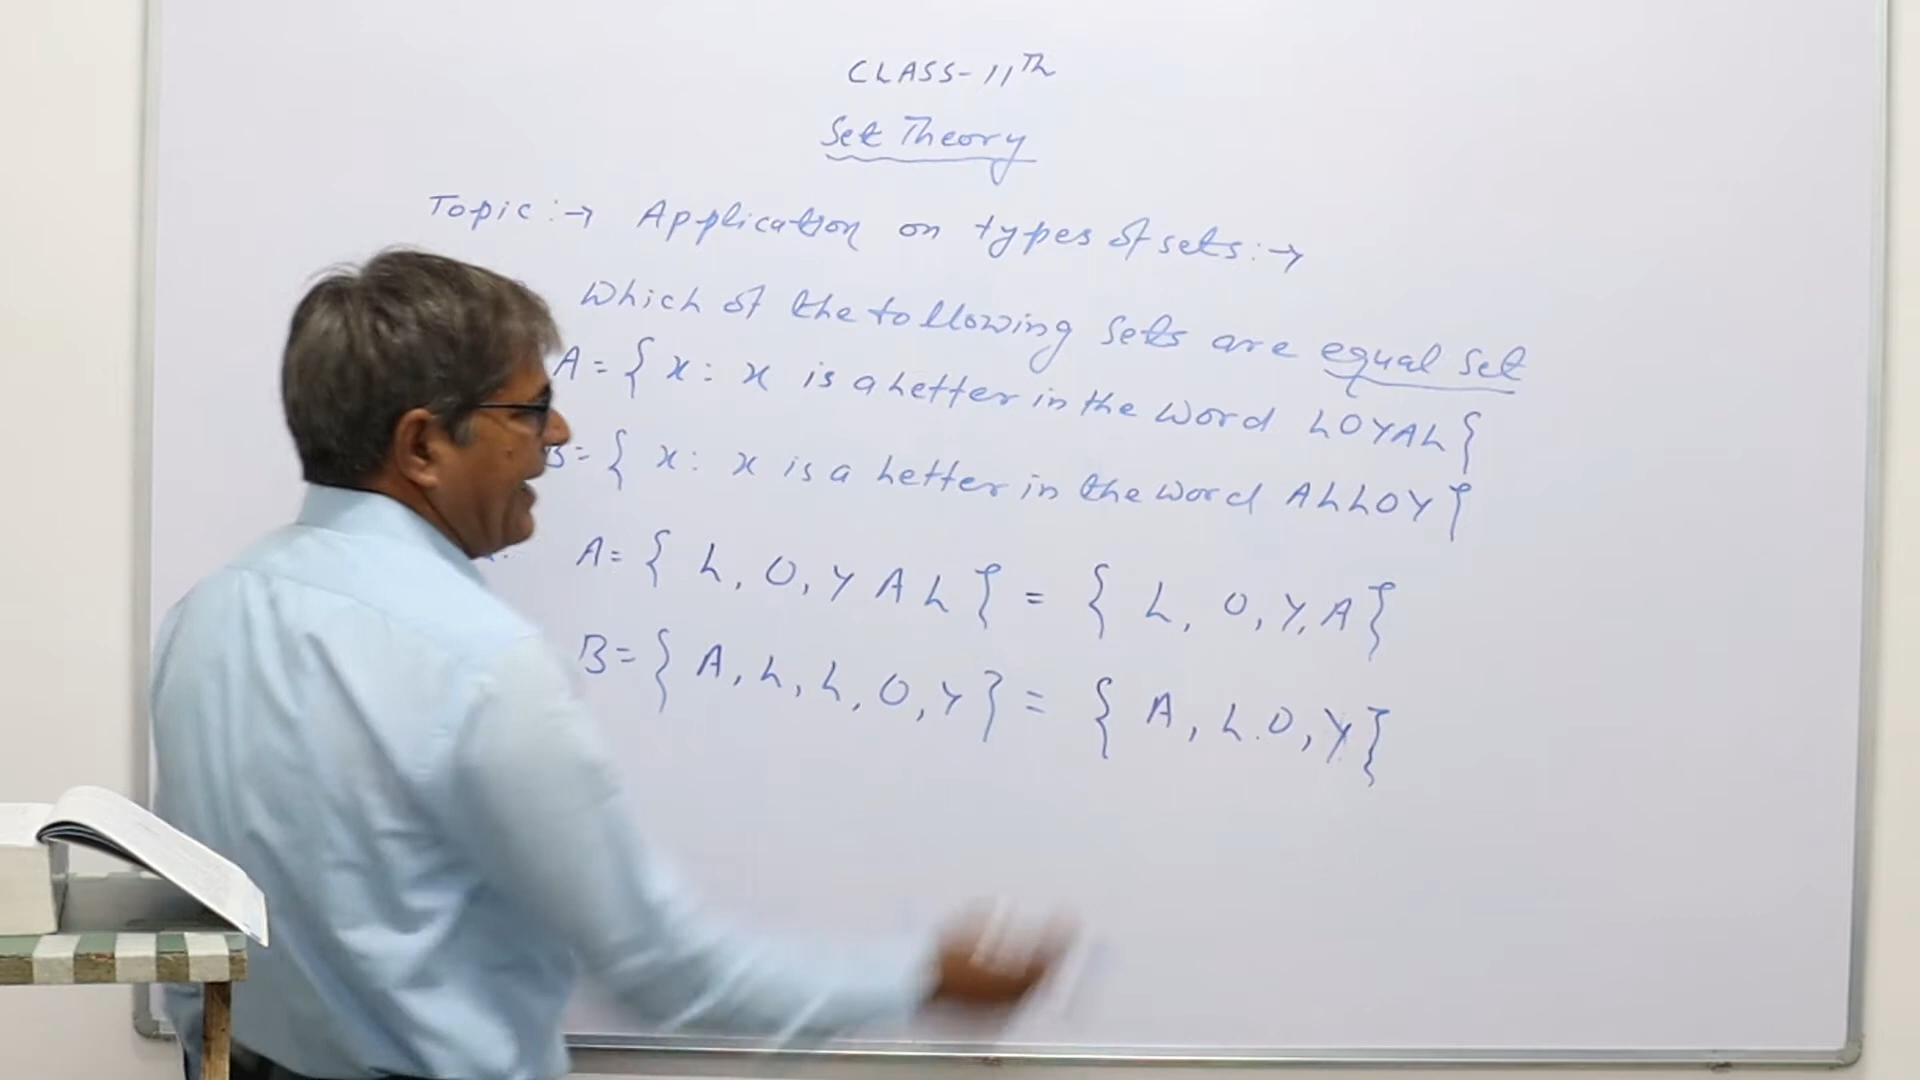 CLASS-11Th
Set Theory
Topic :→ Application on types of sets :→
Which of the following Sets are equal Set
A = { x : x is a Letter in the Word LOYAL }
B = { x : x is a Letter in the Word ALLOY }
A = { L, O, Y A L } = { L, O, Y, A }
B = { A, L, L, O, Y } = { A, L . O, Y }